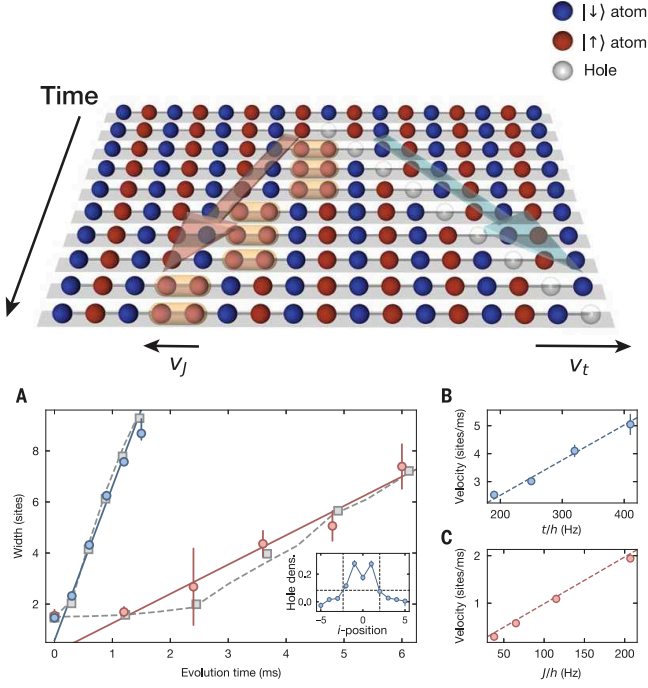 |↓⟩ atom
|↑⟩ atom
Hole
Time
v_J
v_t
A
Width (sites)
8
6
4
2
0
1
2
3
4
5
6
Evolution time (ms)
Hole dens.
0.2
0.0
−5
0
5
i-position
B
Velocity (sites/ms)
5
4
3
200
300
400
t/h (Hz)
C
Velocity (sites/ms)
2
1
50
100
150
200
J/h (Hz)